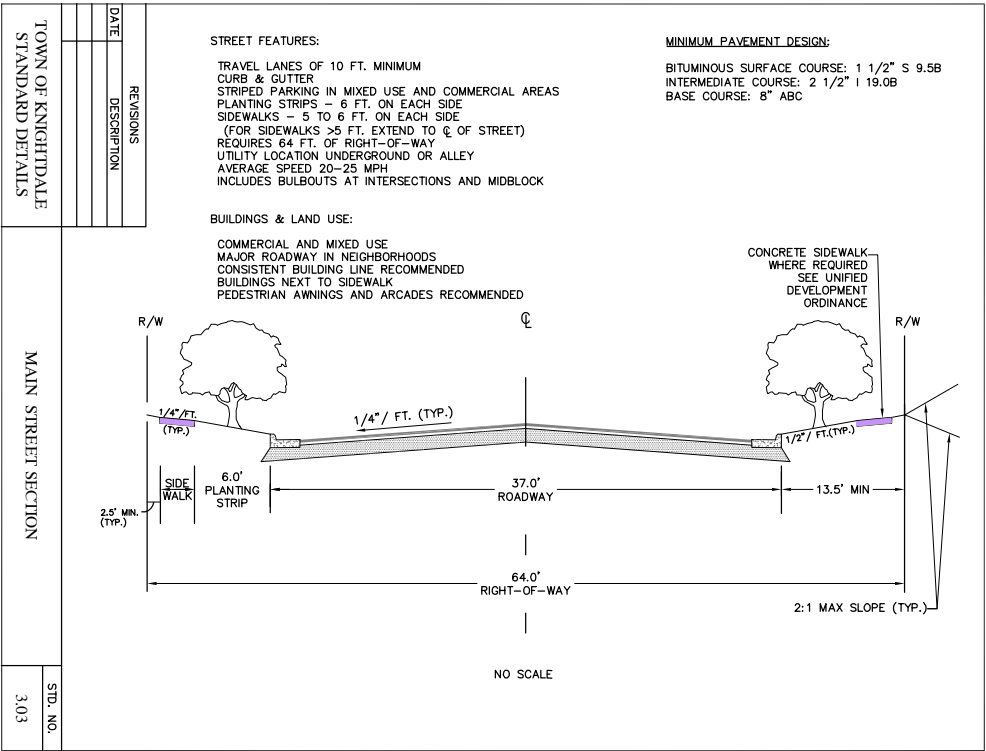 TOWN OF KNIGHTDALE
STANDARD DETAILS
REVISIONS
DATE
DESCRIPTION
MAIN STREET SECTION
STD. NO.
3.03
STREET FEATURES:
TRAVEL LANES OF 10 FT. MINIMUM
CURB & GUTTER
STRIPED PARKING IN MIXED USE AND COMMERCIAL AREAS
PLANTING STRIPS – 6 FT. ON EACH SIDE
SIDEWALKS – 5 TO 6 FT. ON EACH SIDE
(FOR SIDEWALKS >5 FT. EXTEND TO ℄ OF STREET)
REQUIRES 64 FT. OF RIGHT–OF–WAY
UTILITY LOCATION UNDERGROUND OR ALLEY
AVERAGE SPEED 20–25 MPH
INCLUDES BULBOUTS AT INTERSECTIONS AND MIDBLOCK
BUILDINGS & LAND USE:
COMMERCIAL AND MIXED USE
MAJOR ROADWAY IN NEIGHBORHOODS
CONSISTENT BUILDING LINE RECOMMENDED
BUILDINGS NEXT TO SIDEWALK
PEDESTRIAN AWNINGS AND ARCADES RECOMMENDED
MINIMUM PAVEMENT DESIGN:
BITUMINOUS SURFACE COURSE: 1 1/2" S 9.5B
INTERMEDIATE COURSE: 2 1/2" I 19.0B
BASE COURSE: 8" ABC
CONCRETE SIDEWALK
WHERE REQUIRED
SEE UNIFIED
DEVELOPMENT
ORDINANCE
R/W
℄
R/W
1/4"/FT.
(TYP.)
1/4"/ FT. (TYP.)
1/2"/ FT.(TYP.)
SIDE
WALK
6.0'
PLANTING
STRIP
37.0'
ROADWAY
13.5' MIN
2.5' MIN.
(TYP.)
64.0'
RIGHT–OF–WAY
2:1 MAX SLOPE (TYP.)
NO SCALE